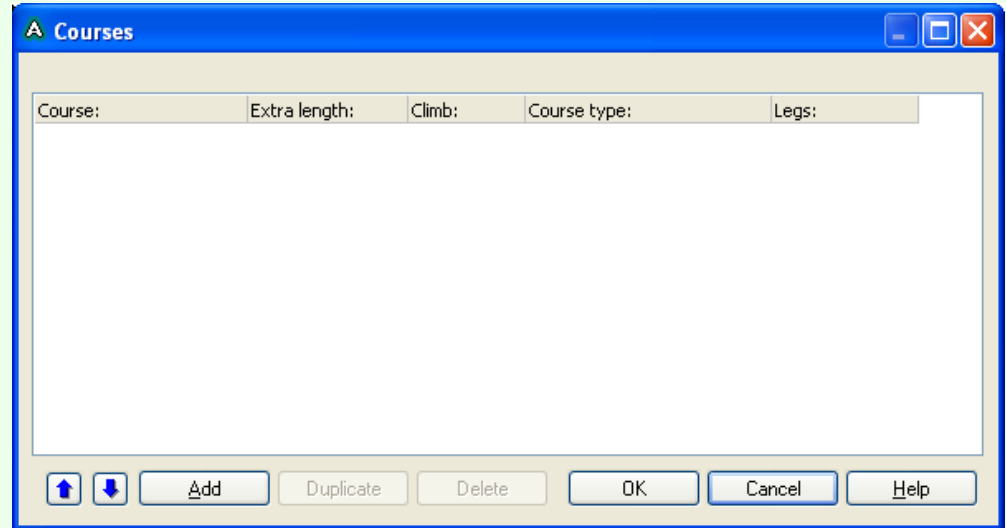 A Courses
Course: Extra length: Climb: Course type: Legs:
Add Duplicate Delete OK Cancel Help